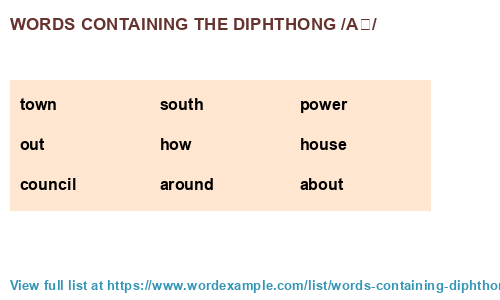 WORDS CONTAINING THE DIPHTHONG /A▯/
town south power
out how house
council around about
View full list at https://www.wordexample.com/list/words-containing-diphtho